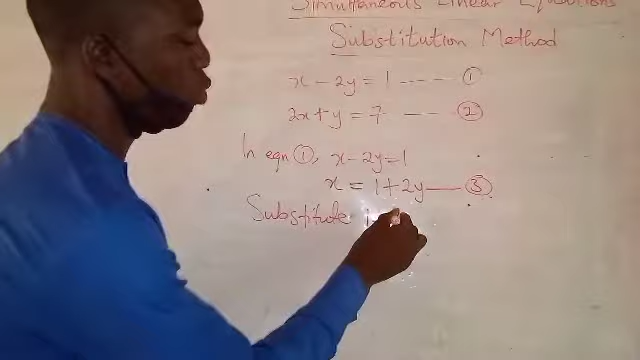 Simultaneous Linear Equations
Substitution Method
x - 2y = 1 ---- ①
2x + y = 7 --- ②
In eqn ①, x - 2y = 1
x = 1 + 2y — ③
Substitute